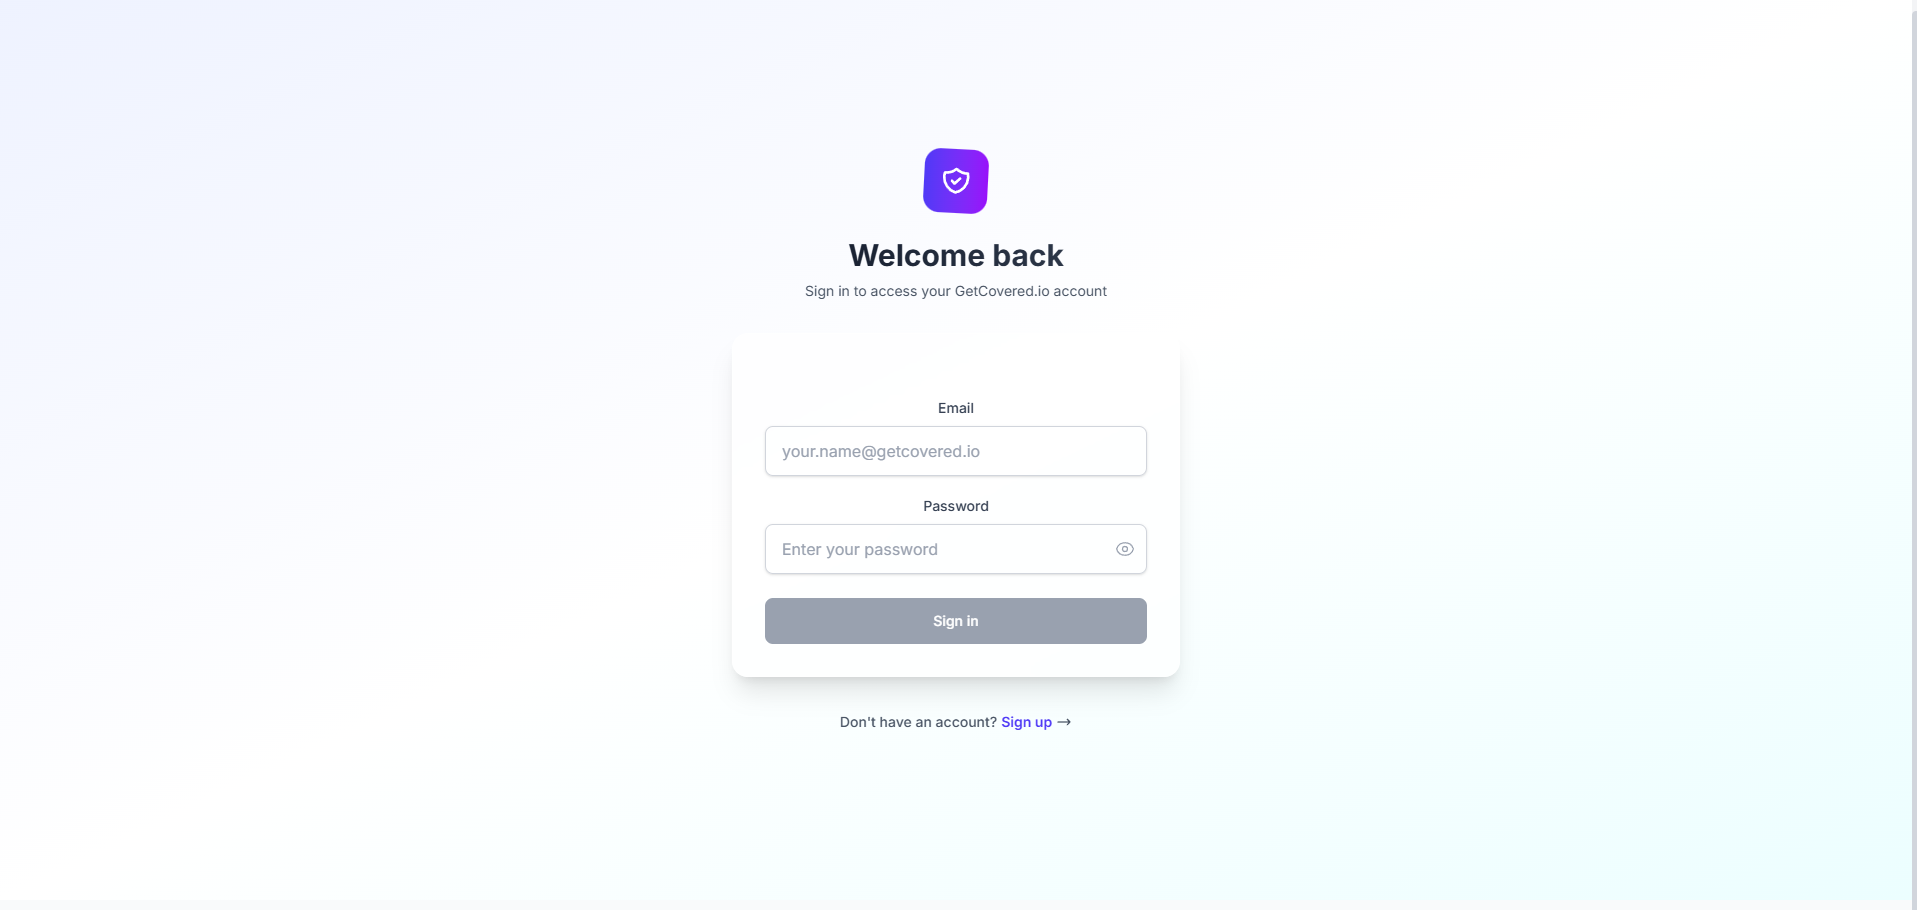 Welcome back
Sign in to access your GetCovered.io account
Email
your.name@getcovered.io
Password
Enter your password
Sign in
Don't have an account? Sign up →